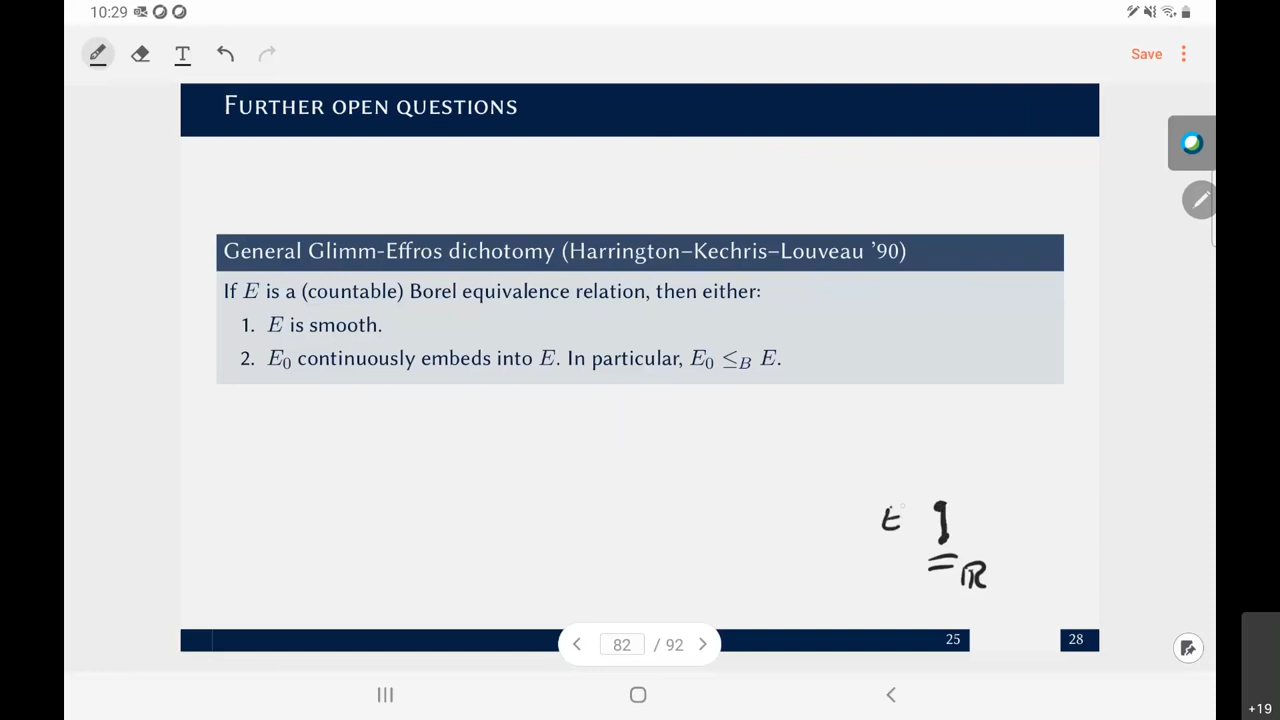 10:29
T
Save
FURTHER OPEN QUESTIONS
General Glimm-Effros dichotomy (Harrington–Kechris–Louveau ’90)
If E is a (countable) Borel equivalence relation, then either:
1. E is smooth.
2. E₀ continuously embeds into E. In particular, E₀ ≤_B E.
E
=ℝ
25
28
82 / 92
+19